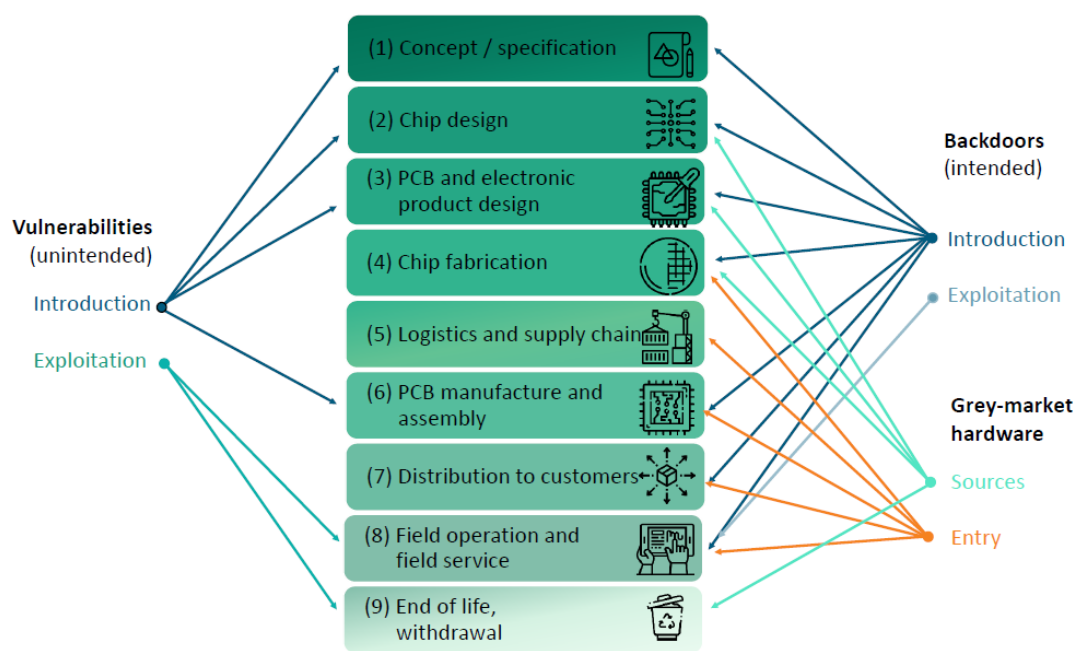 (1) Concept / specification
(2) Chip design
(3) PCB and electronic
product design
(4) Chip fabrication
(5) Logistics and supply chain
(6) PCB manufacture and
assembly
(7) Distribution to customers
(8) Field operation and
field service
(9) End of life,
withdrawal
Vulnerabilities
(unintended)
Introduction
Exploitation
Backdoors
(intended)
Introduction
Exploitation
Grey-market
hardware
Sources
Entry